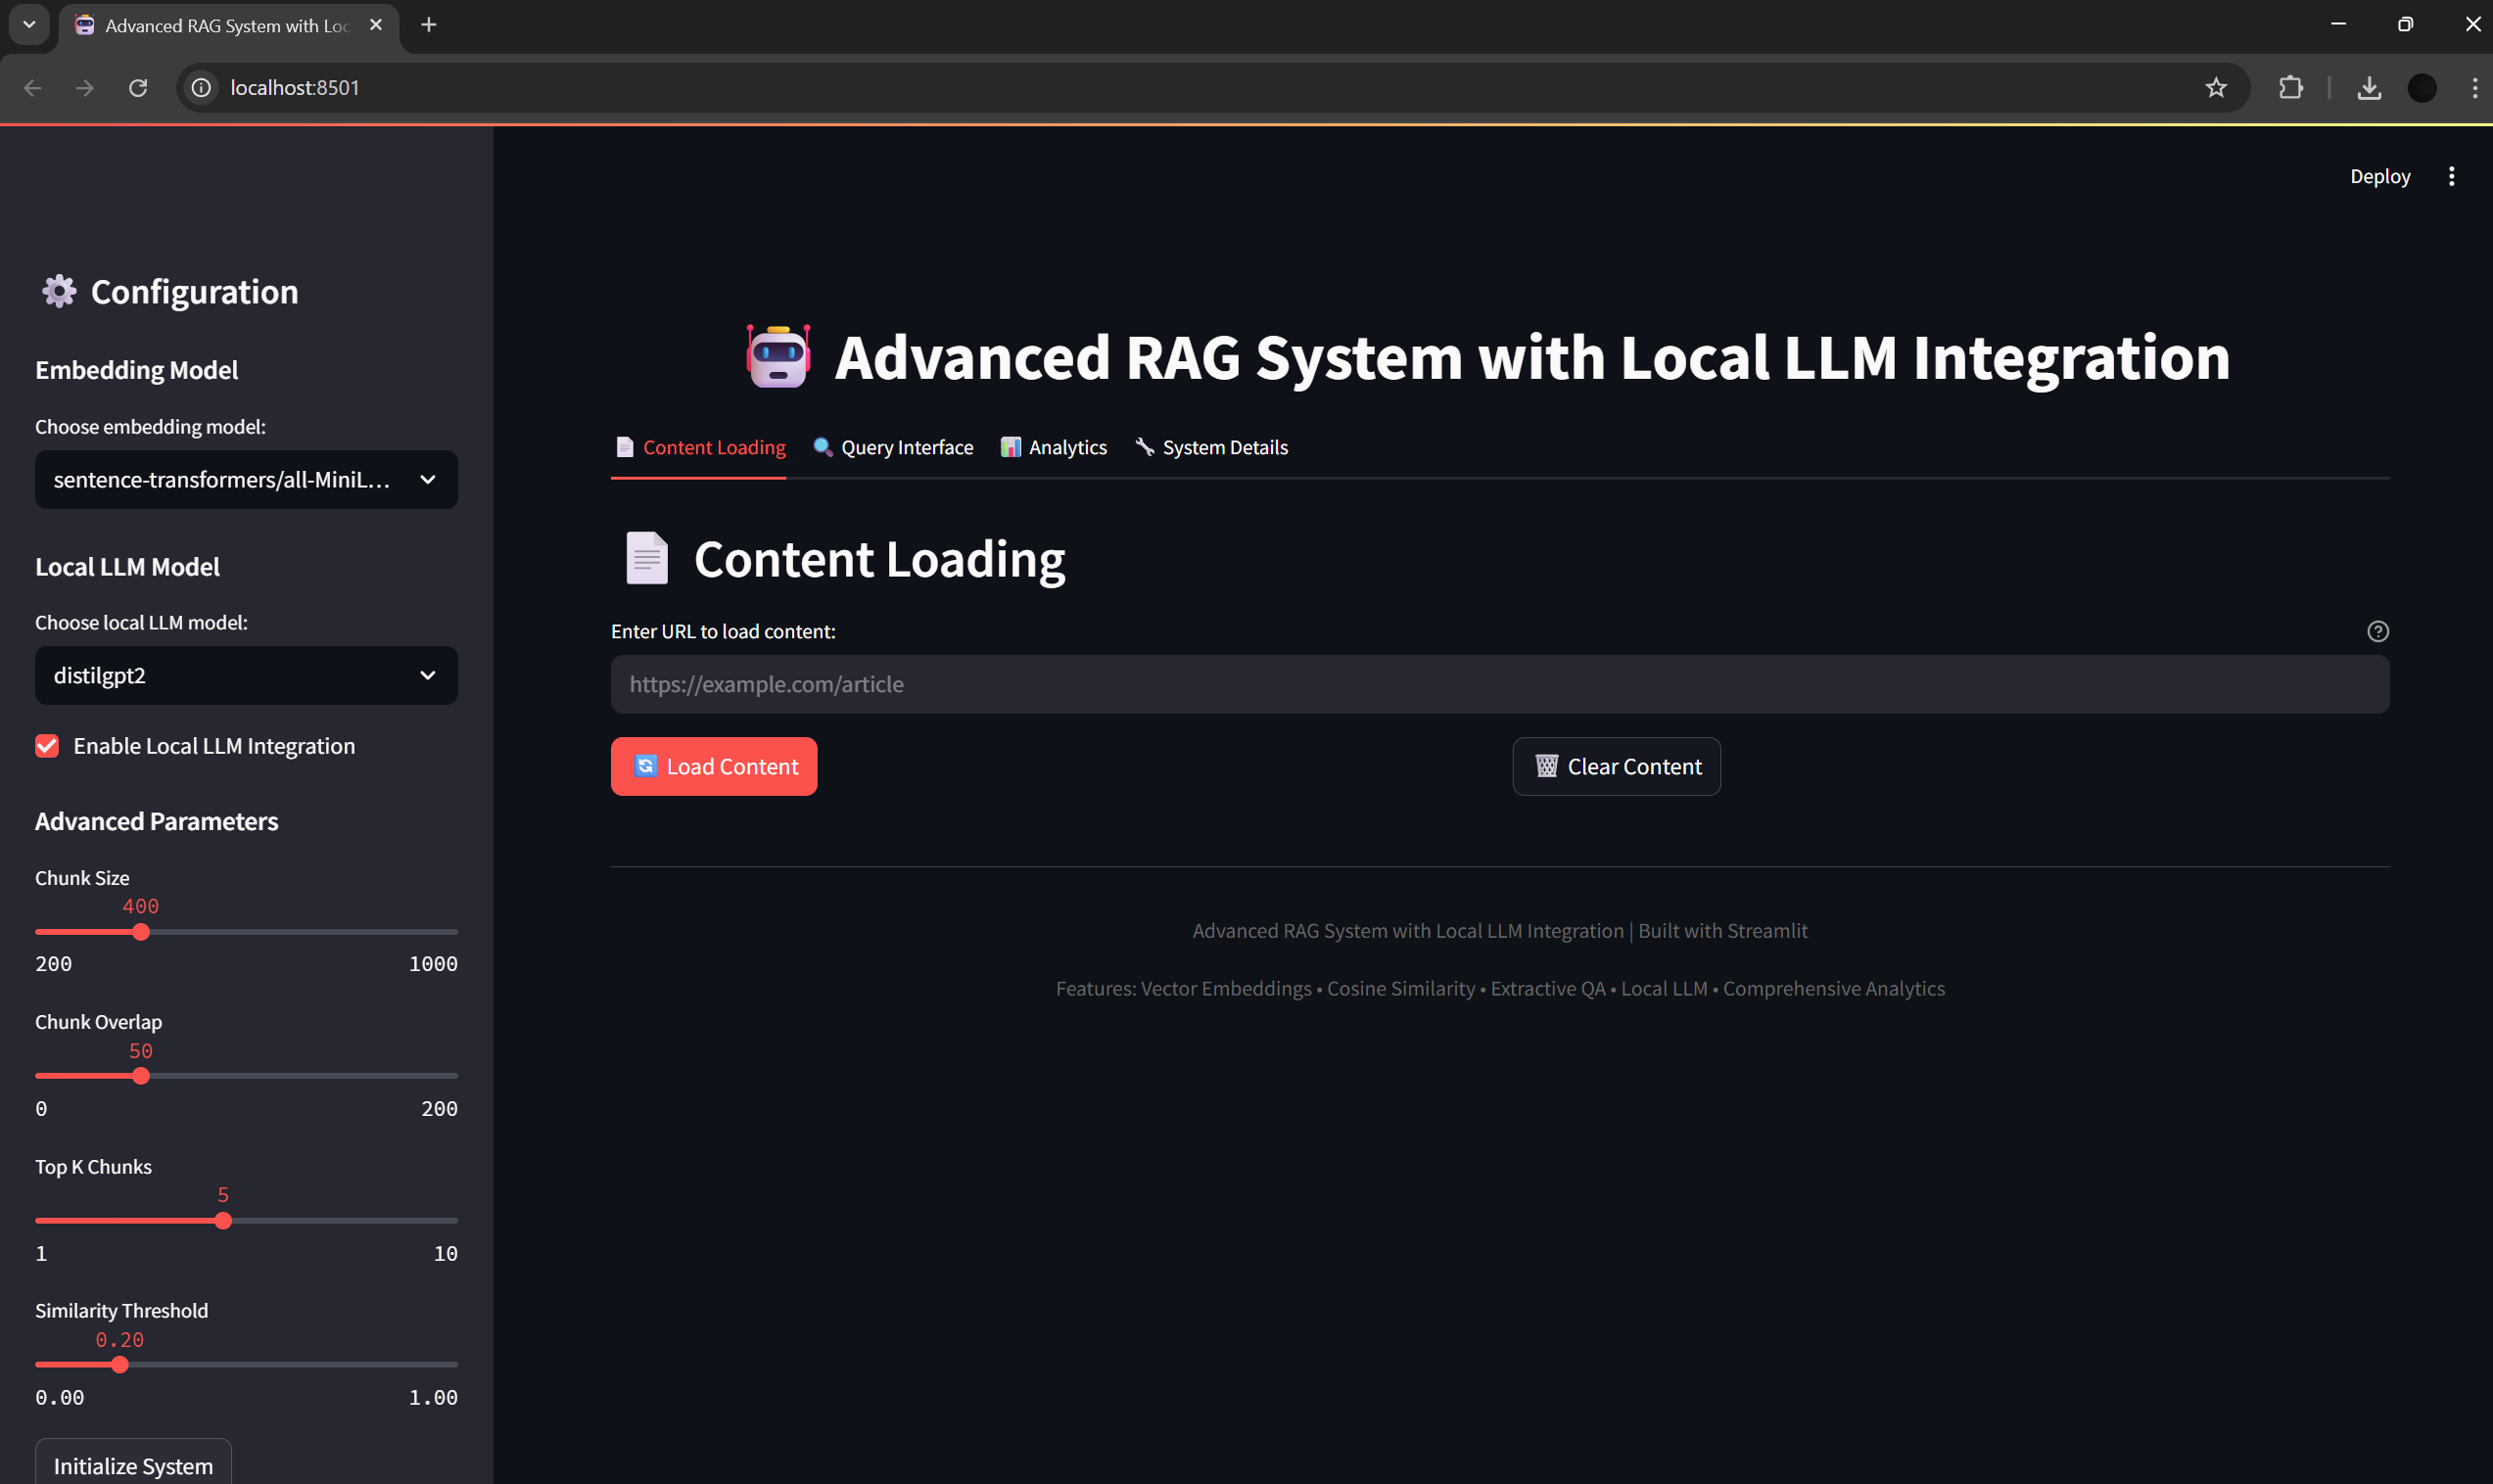 Advanced RAG System with Loc
localhost:8501
Deploy
Configuration
Embedding Model
Choose embedding model:
sentence-transformers/all-MiniL...
Local LLM Model
Choose local LLM model:
distilgpt2
Enable Local LLM Integration
Advanced Parameters
Chunk Size
400
200 1000
Chunk Overlap
50
0 200
Top K Chunks
5
1 10
Similarity Threshold
0.20
0.00 1.00
Initialize System
Advanced RAG System with Local LLM Integration
Content Loading Query Interface Analytics System Details
Content Loading
Enter URL to load content:
https://example.com/article
Load Content Clear Content
Advanced RAG System with Local LLM Integration | Built with Streamlit
Features: Vector Embeddings • Cosine Similarity • Extractive QA • Local LLM • Comprehensive Analytics